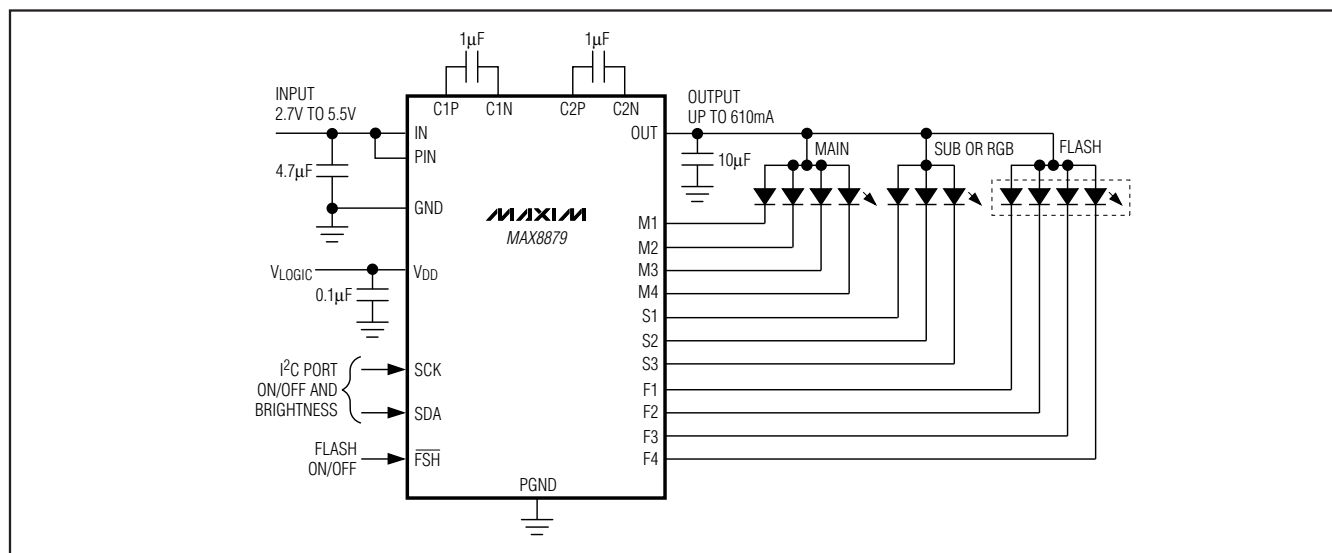 1μF
1μF
INPUT
2.7V TO 5.5V
C1P
C1N
C2P
C2N
OUTPUT
UP TO 610mA
IN
OUT
PIN
4.7μF
10μF
MAIN
SUB OR RGB
FLASH
GND
MAXIM
MAX8879
M1
M2
M3
M4
VLOGIC
VDD
0.1μF
S1
S2
S3
I²C PORT
ON/OFF AND
BRIGHTNESS
SCK
SDA
F1
F2
F3
F4
FLASH
ON/OFF
F̅S̅H̅
PGND